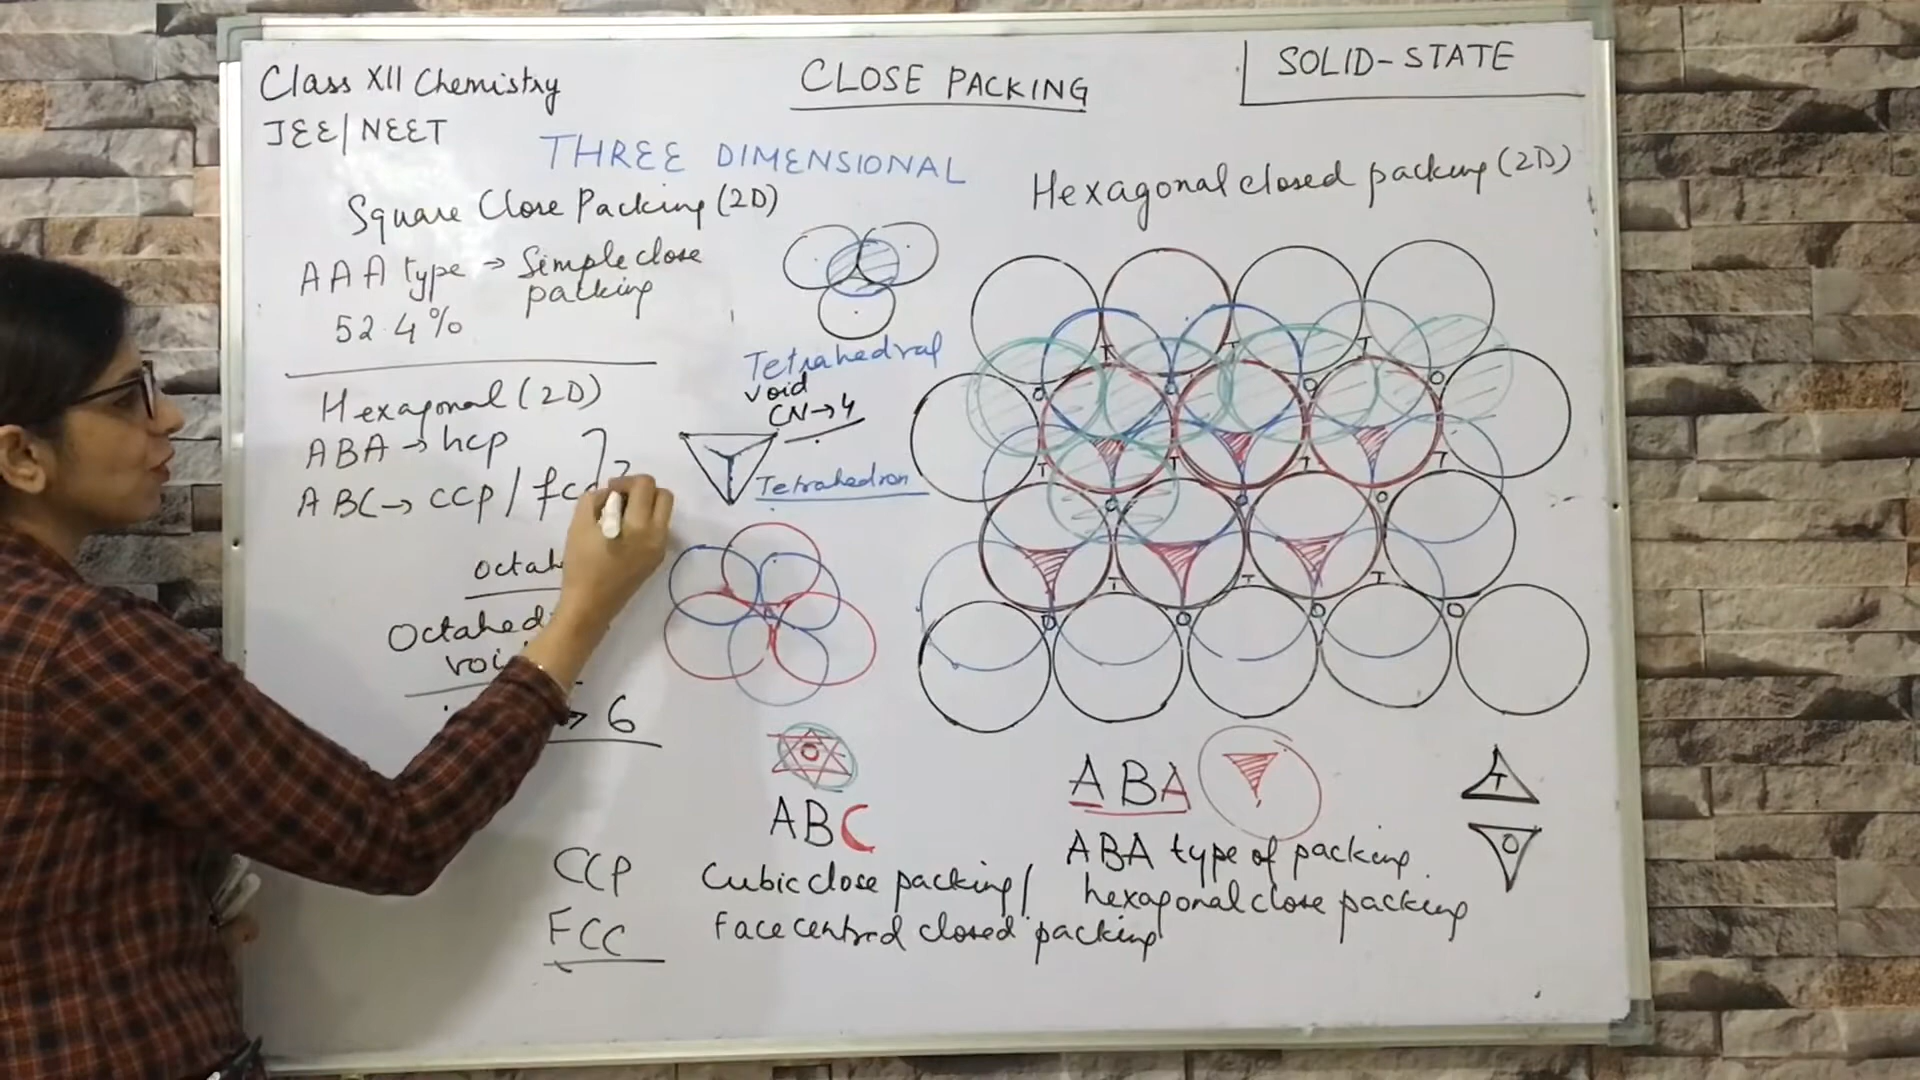 Class XII Chemistry
JEE/NEET
CLOSE PACKING
SOLID-STATE
THREE DIMENSIONAL
Square Close Packing (2D)
AAA type → Simple close
packing
52.4%
Hexagonal (2D)
ABA → hcp
ABC → CCP / fcc
Octahed
voi
→ 6
Tetrahedral
void
CN → 4
Tetrahedron
O
ABC
CCP
FCC
Cubic close packing /
Face centred closed packing
Hexagonal closed packing (2D)
T T T
O O O O
T T T T
O O O
T T T
O O O O
ABA
ABA type of packing
hexagonal close packing
T
O